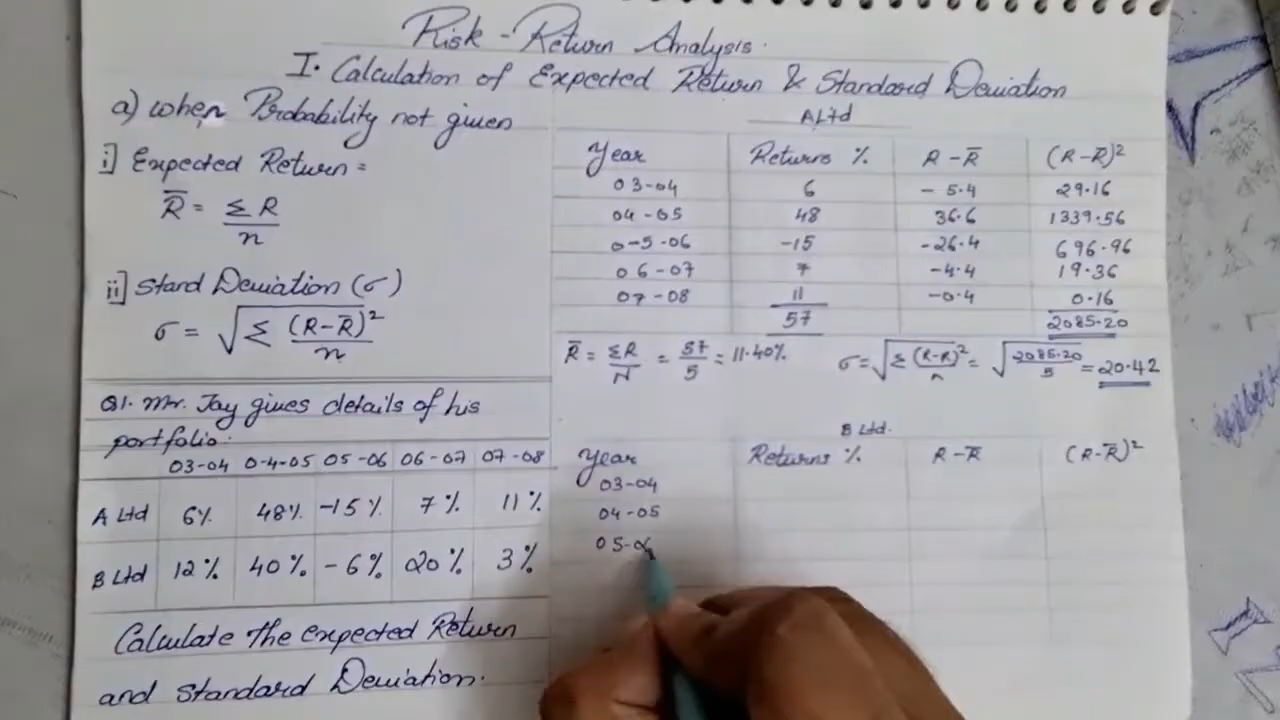 Risk - Return Analysis.
I. Calculation of Expected Return & Standard Deviation
a) when Probability not given
i] Expected Return =
R̅ = Σ R / n
ii] Stand Deviation (σ)
σ = √Σ (R-R̅)² / n
Q1. Mr. Jay gives details of his
portfolio.
03-04 0-4-05 05-06 06-07 07-08
A Ltd 6% 48% -15% 7% 11%
B Ltd 12% 40% -6% 20% 3%
Calculate the expected Return
and standard Deviation.
A Ltd
Year Returns % R - R̅ (R-R̅)²
03-04 6 - 5.4 29.16
04-05 48 36.6 1339.56
0-5-06 -15 -26.4 696.96
06-07 7 -4.4 19.36
07-08 11 -0.4 0.16
57 2085.20
R̅ = ΣR / N = 57 / 5 = 11.40% σ = √Σ (R-R)² / n = √2085.20 / 5 = 20.42
B Ltd.
Year Returns % R-R̅ (R-R̅)²
03-04
04-05
05-0